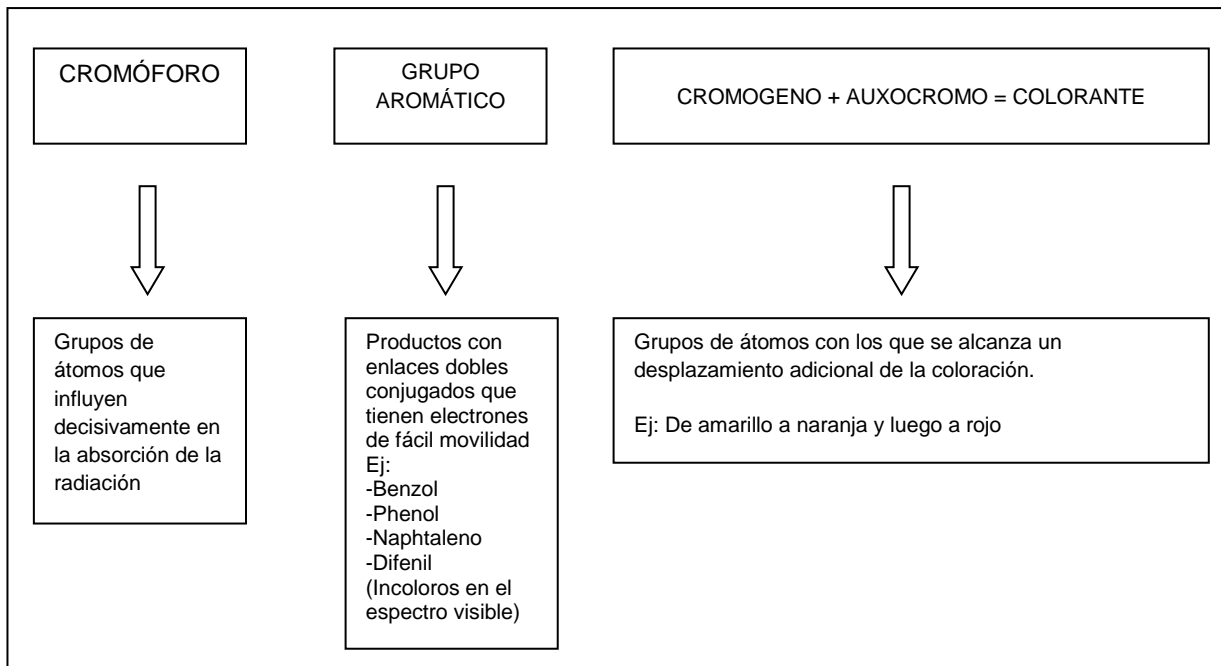 CROMÓFORO
GRUPO
AROMÁTICO
CROMOGENO + AUXOCROMO = COLORANTE
Grupos de
átomos que
influyen
decisivamente en
la absorción de la
radiación
Productos con
enlaces dobles
conjugados que
tienen electrones
de fácil movilidad
Ej:
-Benzol
-Phenol
-Naphtaleno
-Difenil
(Incoloros en el
espectro visible)
Grupos de átomos con los que se alcanza un
desplazamiento adicional de la coloración.
Ej: De amarillo a naranja y luego a rojo